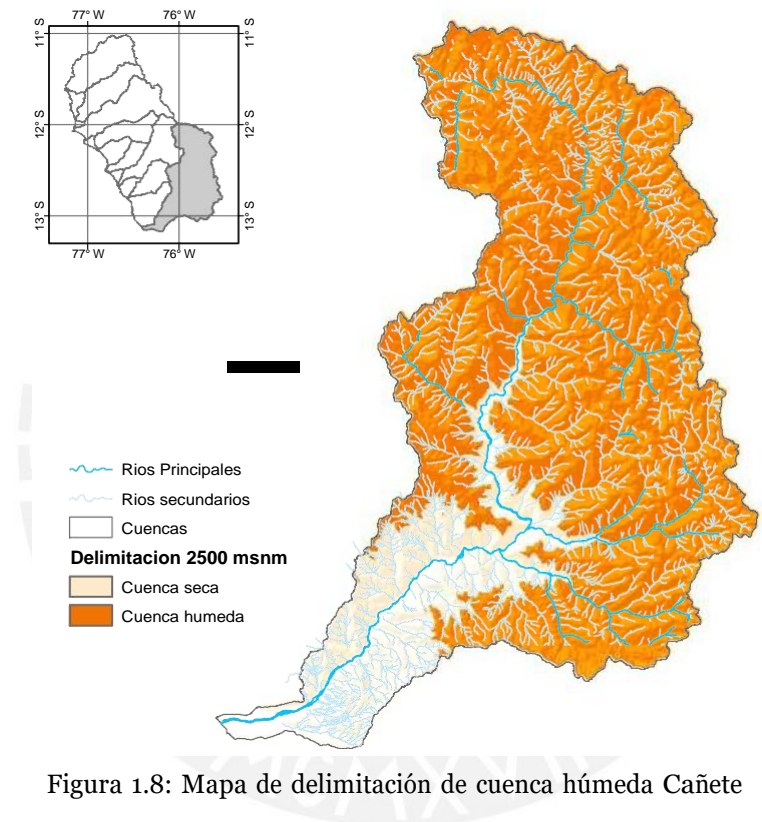 77° W 76° W
11° S 11° S
12° S 12° S
13° S 13° S
77° W 76° W
Rios Principales
Rios secundarios
Cuencas
Delimitacion 2500 msnm
Cuenca seca
Cuenca humeda
Figura 1.8: Mapa de delimitación de cuenca húmeda Cañete